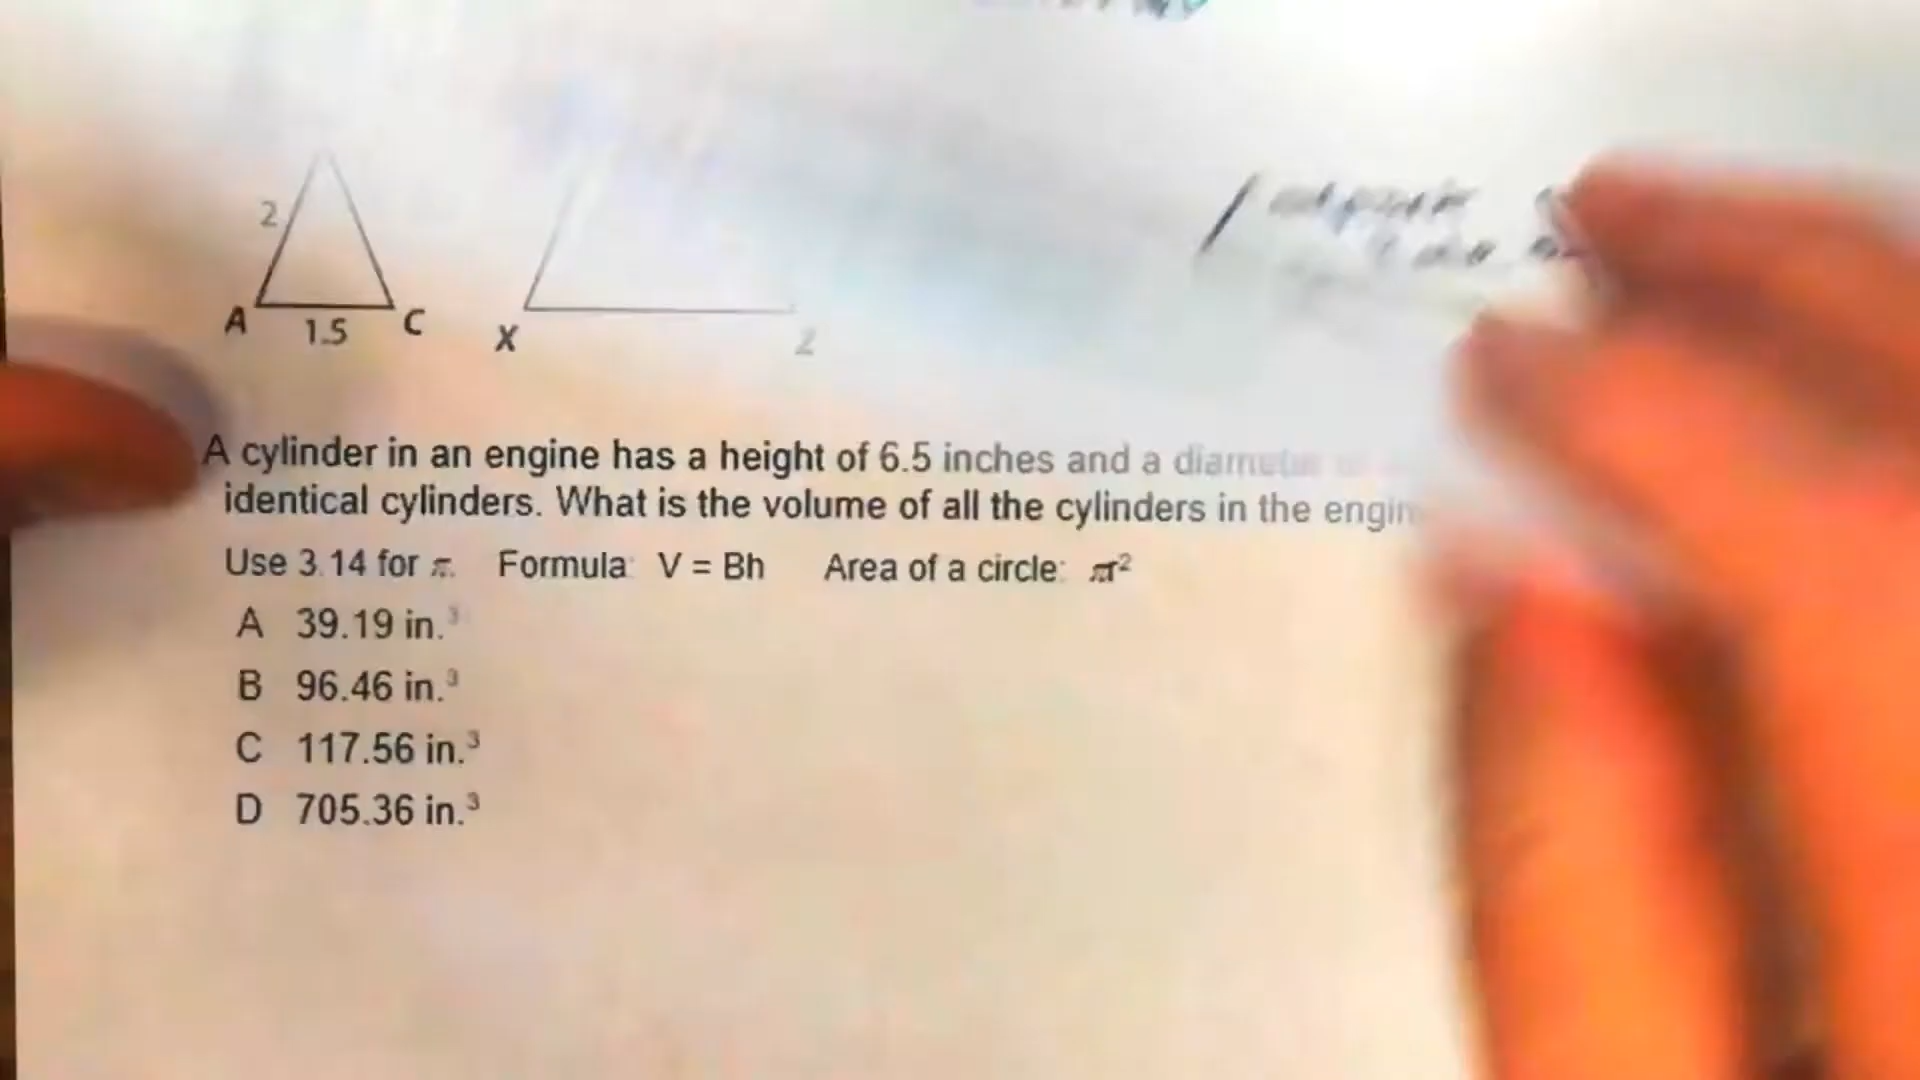 2
A 1.5 C
X Z
A cylinder in an engine has a height of 6.5 inches and a diameter
identical cylinders. What is the volume of all the cylinders in the
Use 3.14 for π. Formula: V = Bh Area of a circle: πr²
A 39.19 in.³
B 96.46 in.³
C 117.56 in.³
D 705.36 in.³